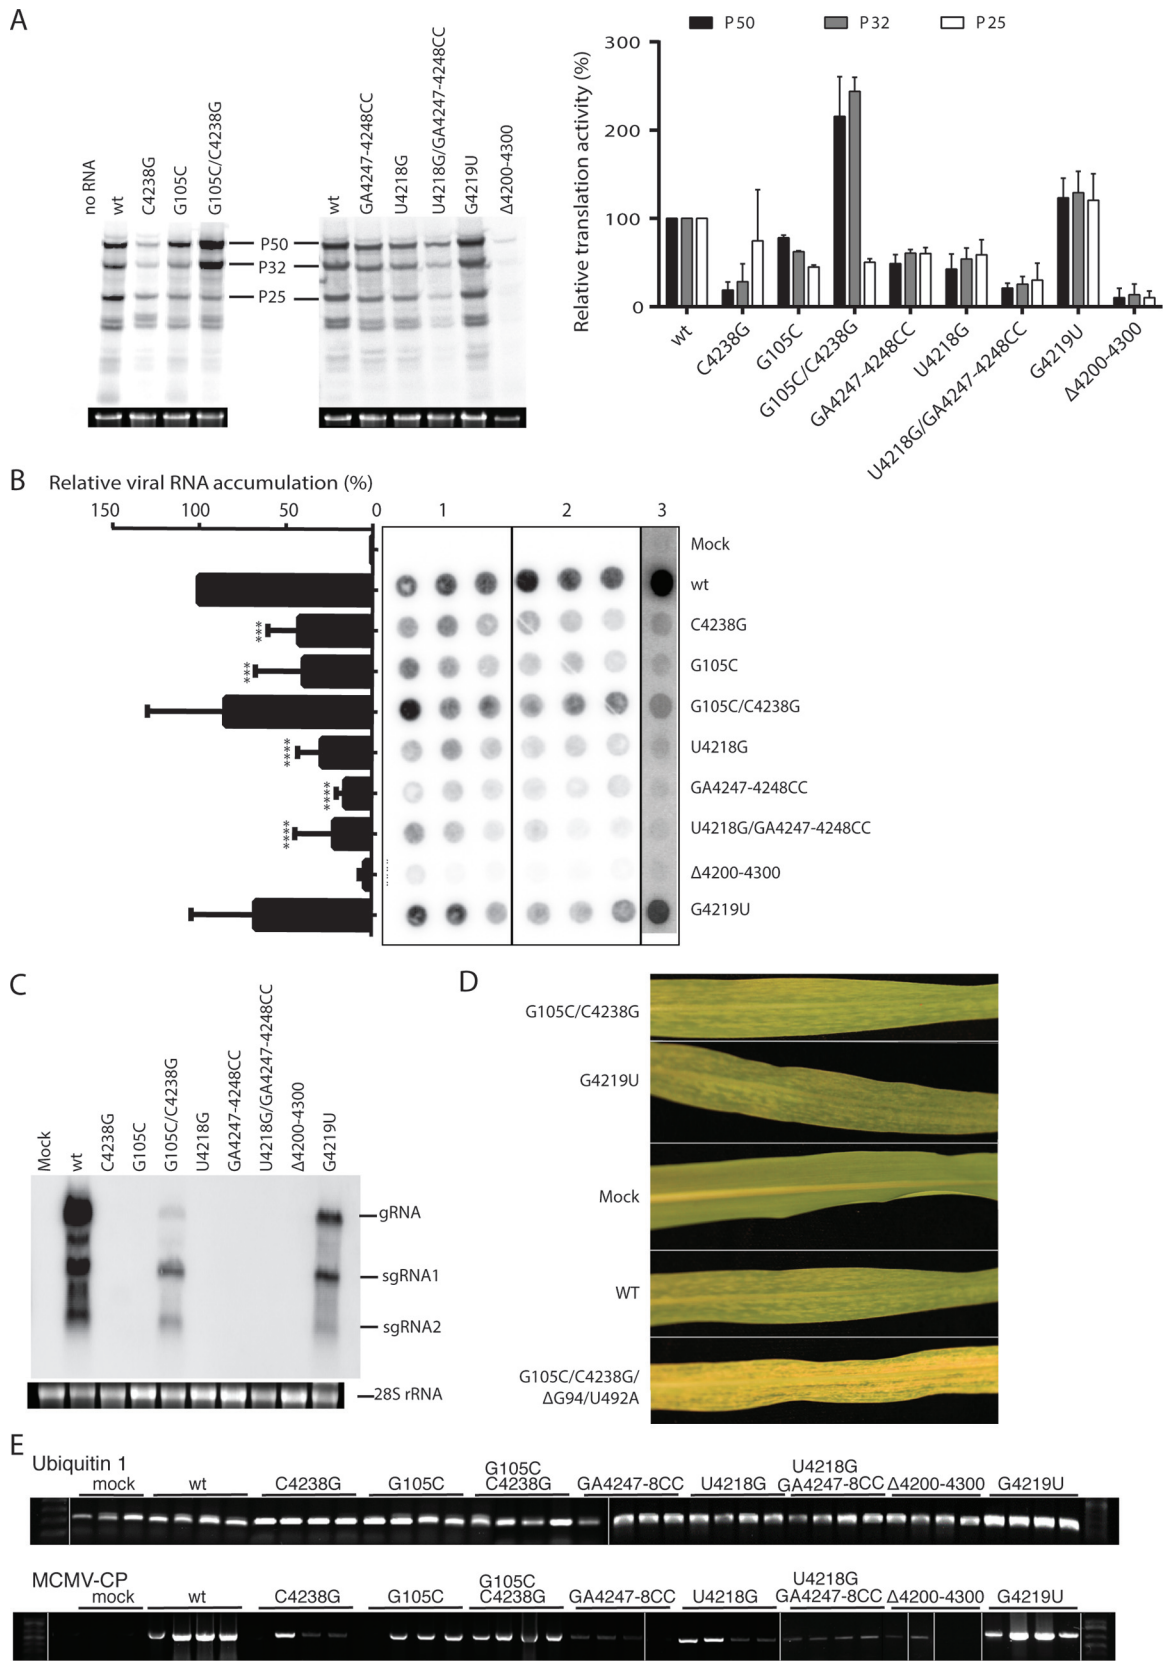 A
no RNA
wt
C4238G
G105C
G105C/C4238G
wt
GA4247-4248CC
U4218G
U4218G/GA4247-4248CC
G4219U
Δ4200-4300
P50
P32
P25
P50
P32
P25
Relative translation activity (%)
300
200
100
0
wt
C4238G
G105C
G105C/C4238G
GA4247-4248CC
U4218G
U4218G/GA4247-4248CC
G4219U
Δ4200-4300
B
Relative viral RNA accumulation (%)
150
100
50
0
1
2
3
Mock
wt
*** C4238G
*** G105C
G105C/C4238G
**** U4218G
**** GA4247-4248CC
**** U4218G/GA4247-4248CC
Δ4200-4300
G4219U
C
Mock
wt
C4238G
G105C
G105C/C4238G
U4218G
GA4247-4248CC
U4218G/GA4247-4248CC
Δ4200-4300
G4219U
gRNA
sgRNA1
sgRNA2
28S rRNA
D
G105C/C4238G
G4219U
Mock
WT
G105C/C4238G/
ΔG94/U492A
E
Ubiquitin 1
mock
wt
C4238G
G105C
G105C
C4238G
GA4247-8CC
U4218G
U4218G
GA4247-8CC
Δ4200-4300
G4219U
MCMV-CP
mock
wt
C4238G
G105C
G105C
C4238G
GA4247-8CC
U4218G
U4218G
GA4247-8CC
Δ4200-4300
G4219U